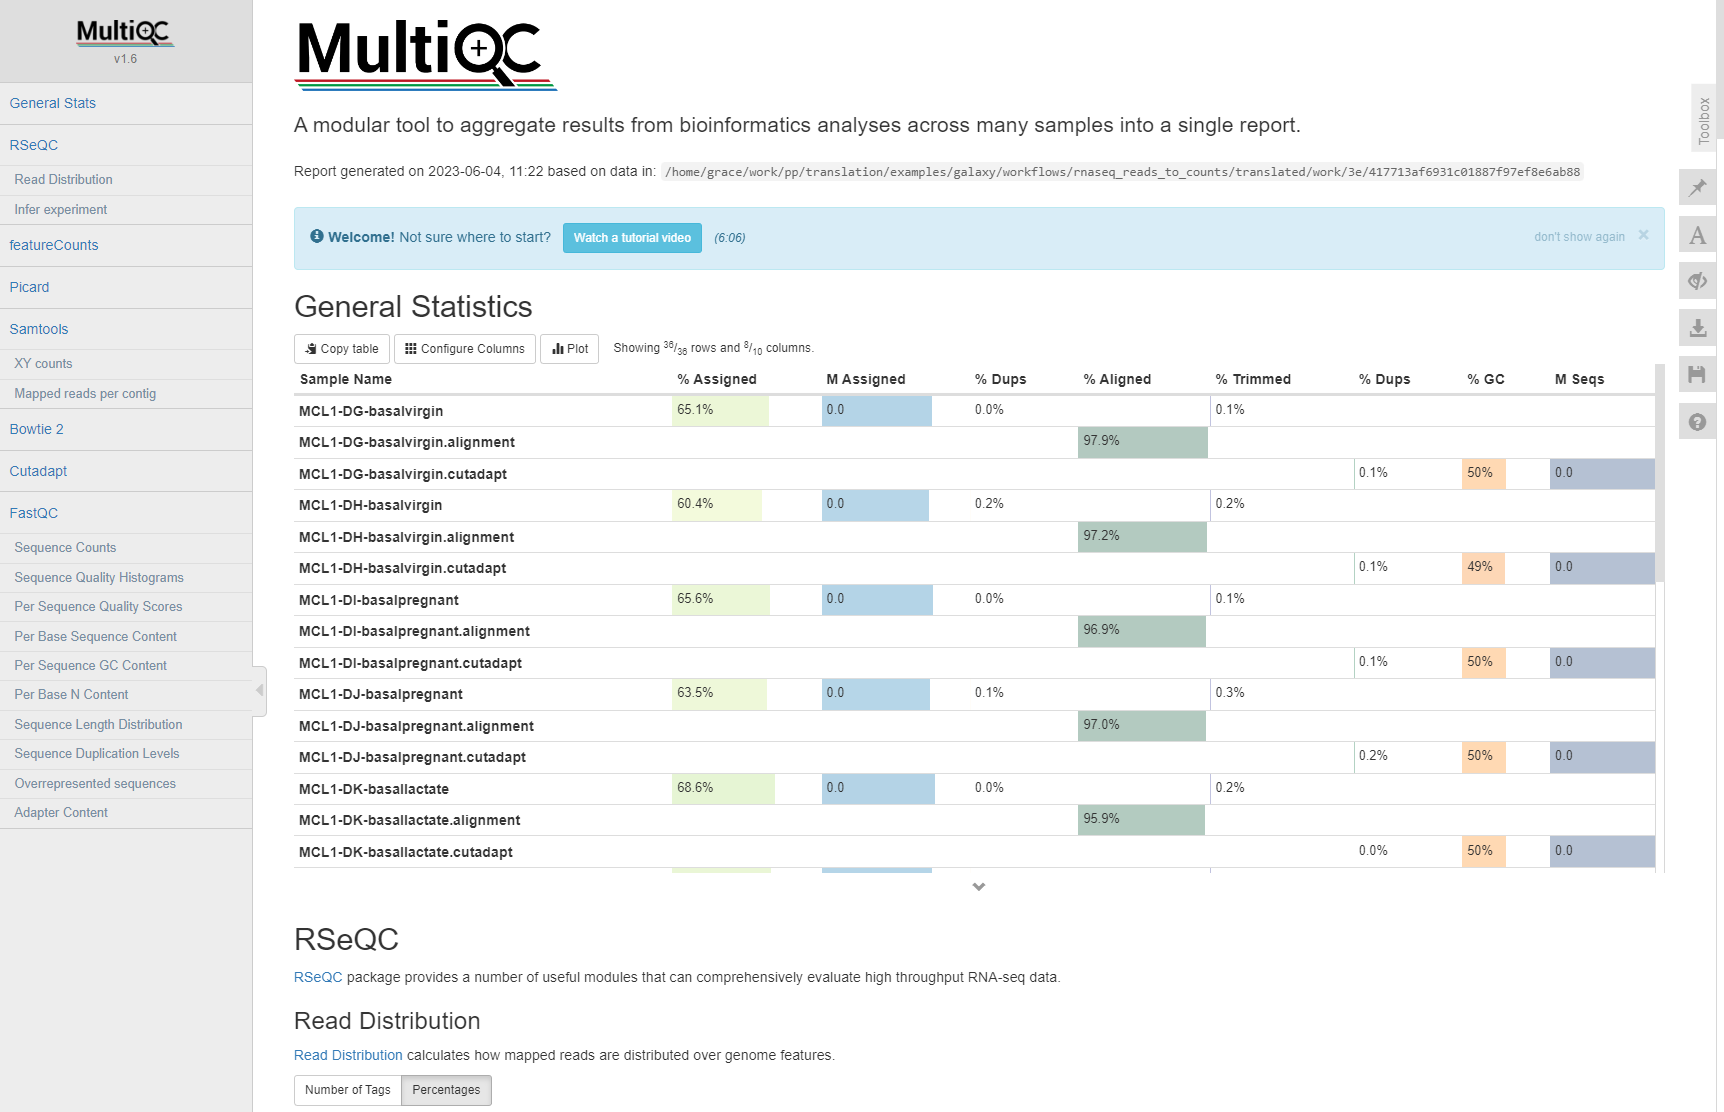 MultiQC
v1.6
General Stats
RSeQC
Read Distribution
Infer experiment
featureCounts
Picard
Samtools
XY counts
Mapped reads per contig
Bowtie 2
Cutadapt
FastQC
Sequence Counts
Sequence Quality Histograms
Per Sequence Quality Scores
Per Base Sequence Content
Per Sequence GC Content
Per Base N Content
Sequence Length Distribution
Sequence Duplication Levels
Overrepresented sequences
Adapter Content
MultiQC
A modular tool to aggregate results from bioinformatics analyses across many samples into a single report.
Report generated on 2023-06-04, 11:22 based on data in: /home/grace/work/pp/translation/examples/galaxy/workflows/rnaseq_reads_to_counts/translated/work/3e/417713af6931c01887f97ef8e6ab88
Welcome! Not sure where to start? Watch a tutorial video (6:06) don't show again ×
General Statistics
Copy table Configure Columns Plot Showing 36/36 rows and 8/10 columns.
Sample Name % Assigned M Assigned % Dups % Aligned % Trimmed % Dups % GC M Seqs
MCL1-DG-basalvirgin 65.1% 0.0 0.0% 0.1%
MCL1-DG-basalvirgin.alignment 97.9%
MCL1-DG-basalvirgin.cutadapt 0.1% 50% 0.0
MCL1-DH-basalvirgin 60.4% 0.0 0.2% 0.2%
MCL1-DH-basalvirgin.alignment 97.2%
MCL1-DH-basalvirgin.cutadapt 0.1% 49% 0.0
MCL1-DI-basalpregnant 65.6% 0.0 0.0% 0.1%
MCL1-DI-basalpregnant.alignment 96.9%
MCL1-DI-basalpregnant.cutadapt 0.1% 50% 0.0
MCL1-DJ-basalpregnant 63.5% 0.0 0.1% 0.3%
MCL1-DJ-basalpregnant.alignment 97.0%
MCL1-DJ-basalpregnant.cutadapt 0.2% 50% 0.0
MCL1-DK-basallactate 68.6% 0.0 0.0% 0.2%
MCL1-DK-basallactate.alignment 95.9%
MCL1-DK-basallactate.cutadapt 0.0% 50% 0.0
RSeQC
RSeQC package provides a number of useful modules that can comprehensively evaluate high throughput RNA-seq data.
Read Distribution
Read Distribution calculates how mapped reads are distributed over genome features.
Number of Tags Percentages
Toolbox
A